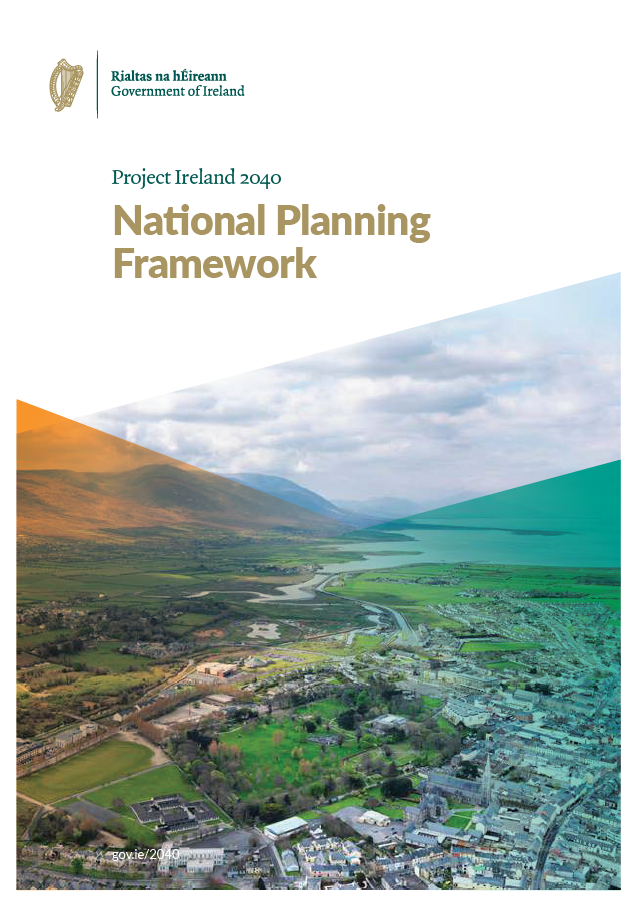 Rialtas na hÉireann
Government of Ireland
Project Ireland 2040
National Planning
Framework
gov.ie/2040